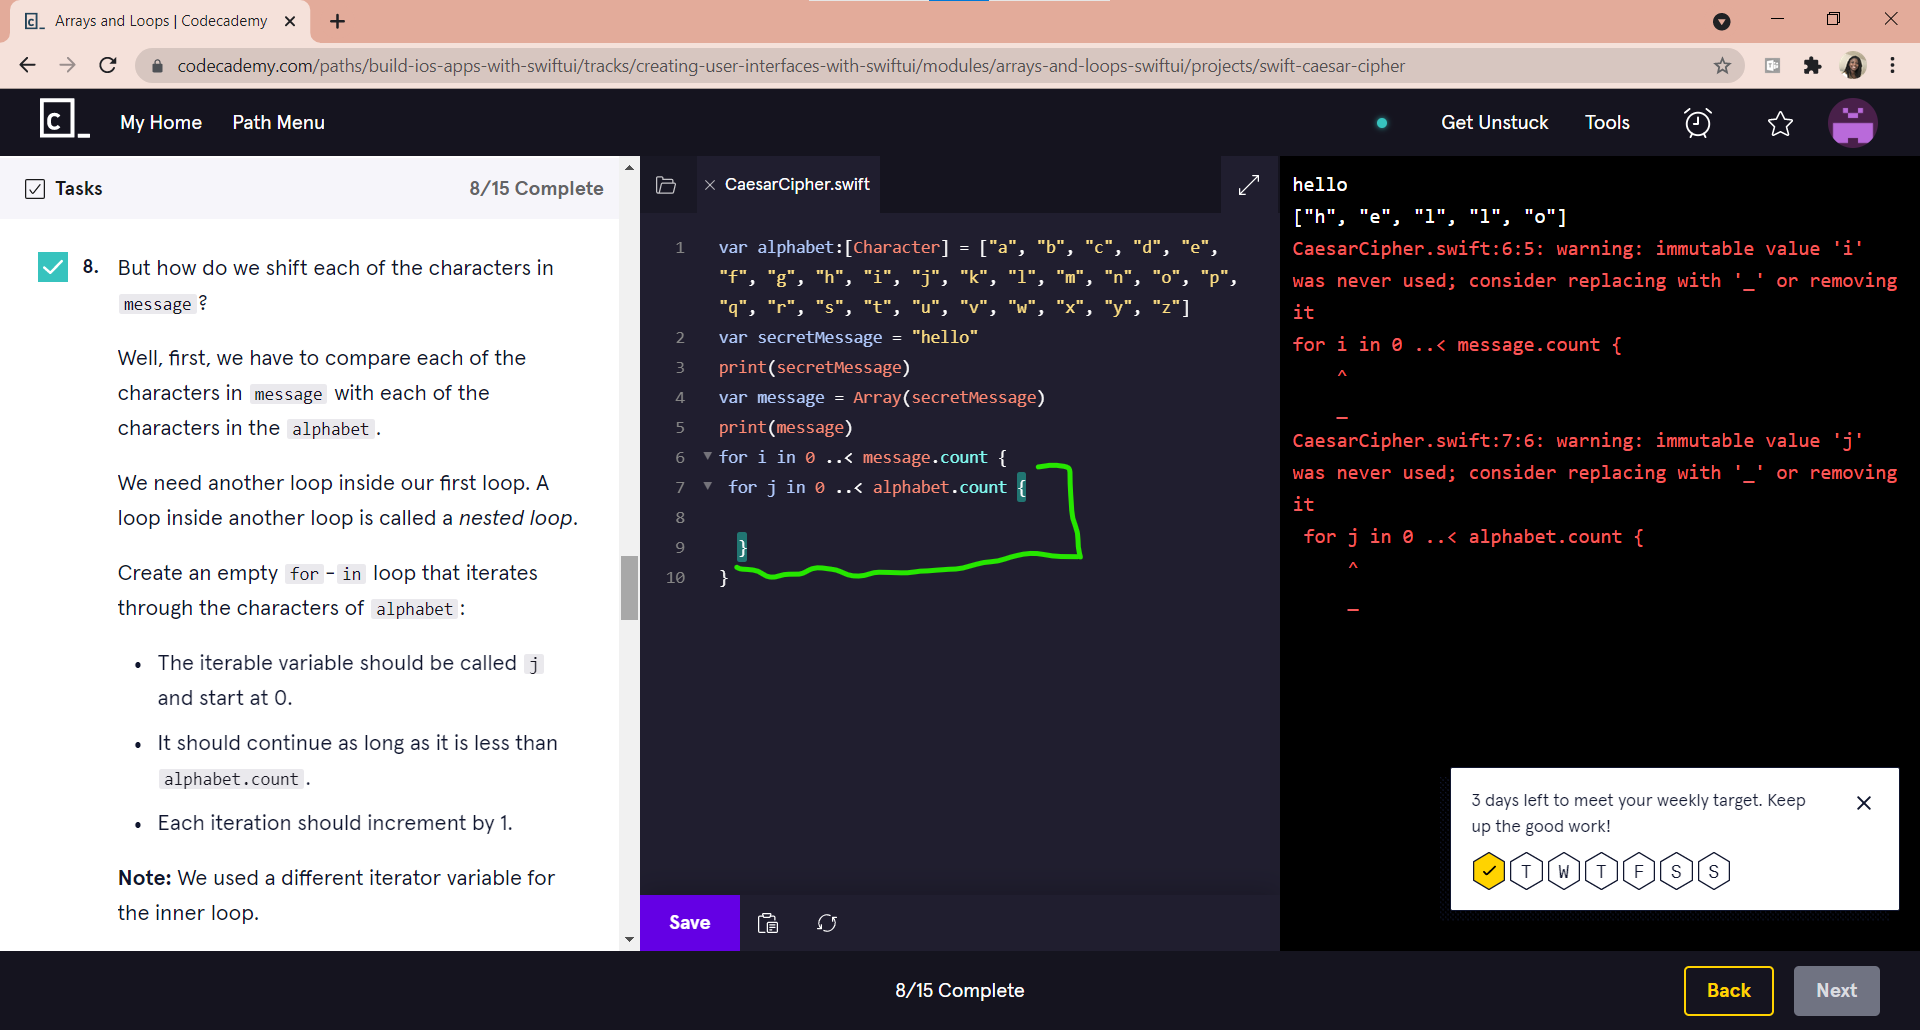 Arrays and Loops | Codecademy
codecademy.com/paths/build-ios-apps-with-swiftui/tracks/creating-user-interfaces-with-swiftui/modules/arrays-and-loops-swiftui/projects/swift-caesar-cipher
c_ My Home Path Menu Get Unstuck Tools
Tasks 8/15 Complete
8. But how do we shift each of the characters in
message ?
Well, first, we have to compare each of the
characters in message with each of the
characters in the alphabet .
We need another loop inside our first loop. A
loop inside another loop is called a nested loop.
Create an empty for - in loop that iterates
through the characters of alphabet :
• The iterable variable should be called j
and start at 0.
• It should continue as long as it is less than
alphabet.count .
• Each iteration should increment by 1.
Note: We used a different iterator variable for
the inner loop.
CaesarCipher.swift
1 var alphabet:[Character] = ["a", "b", "c", "d", "e",
"f", "g", "h", "i", "j", "k", "l", "m", "n", "o", "p",
"q", "r", "s", "t", "u", "v", "w", "x", "y", "z"]
2 var secretMessage = "hello"
3 print(secretMessage)
4 var message = Array(secretMessage)
5 print(message)
6 for i in 0 ..< message.count {
7 for j in 0 ..< alphabet.count {
8
9 }
10 }
Save
hello
["h", "e", "l", "l", "o"]
CaesarCipher.swift:6:5: warning: immutable value 'i'
was never used; consider replacing with '_' or removing
it
for i in 0 ..< message.count {
^
_
CaesarCipher.swift:7:6: warning: immutable value 'j'
was never used; consider replacing with '_' or removing
it
for j in 0 ..< alphabet.count {
^
_
3 days left to meet your weekly target. Keep
up the good work!
T W T F S S
8/15 Complete
Back Next